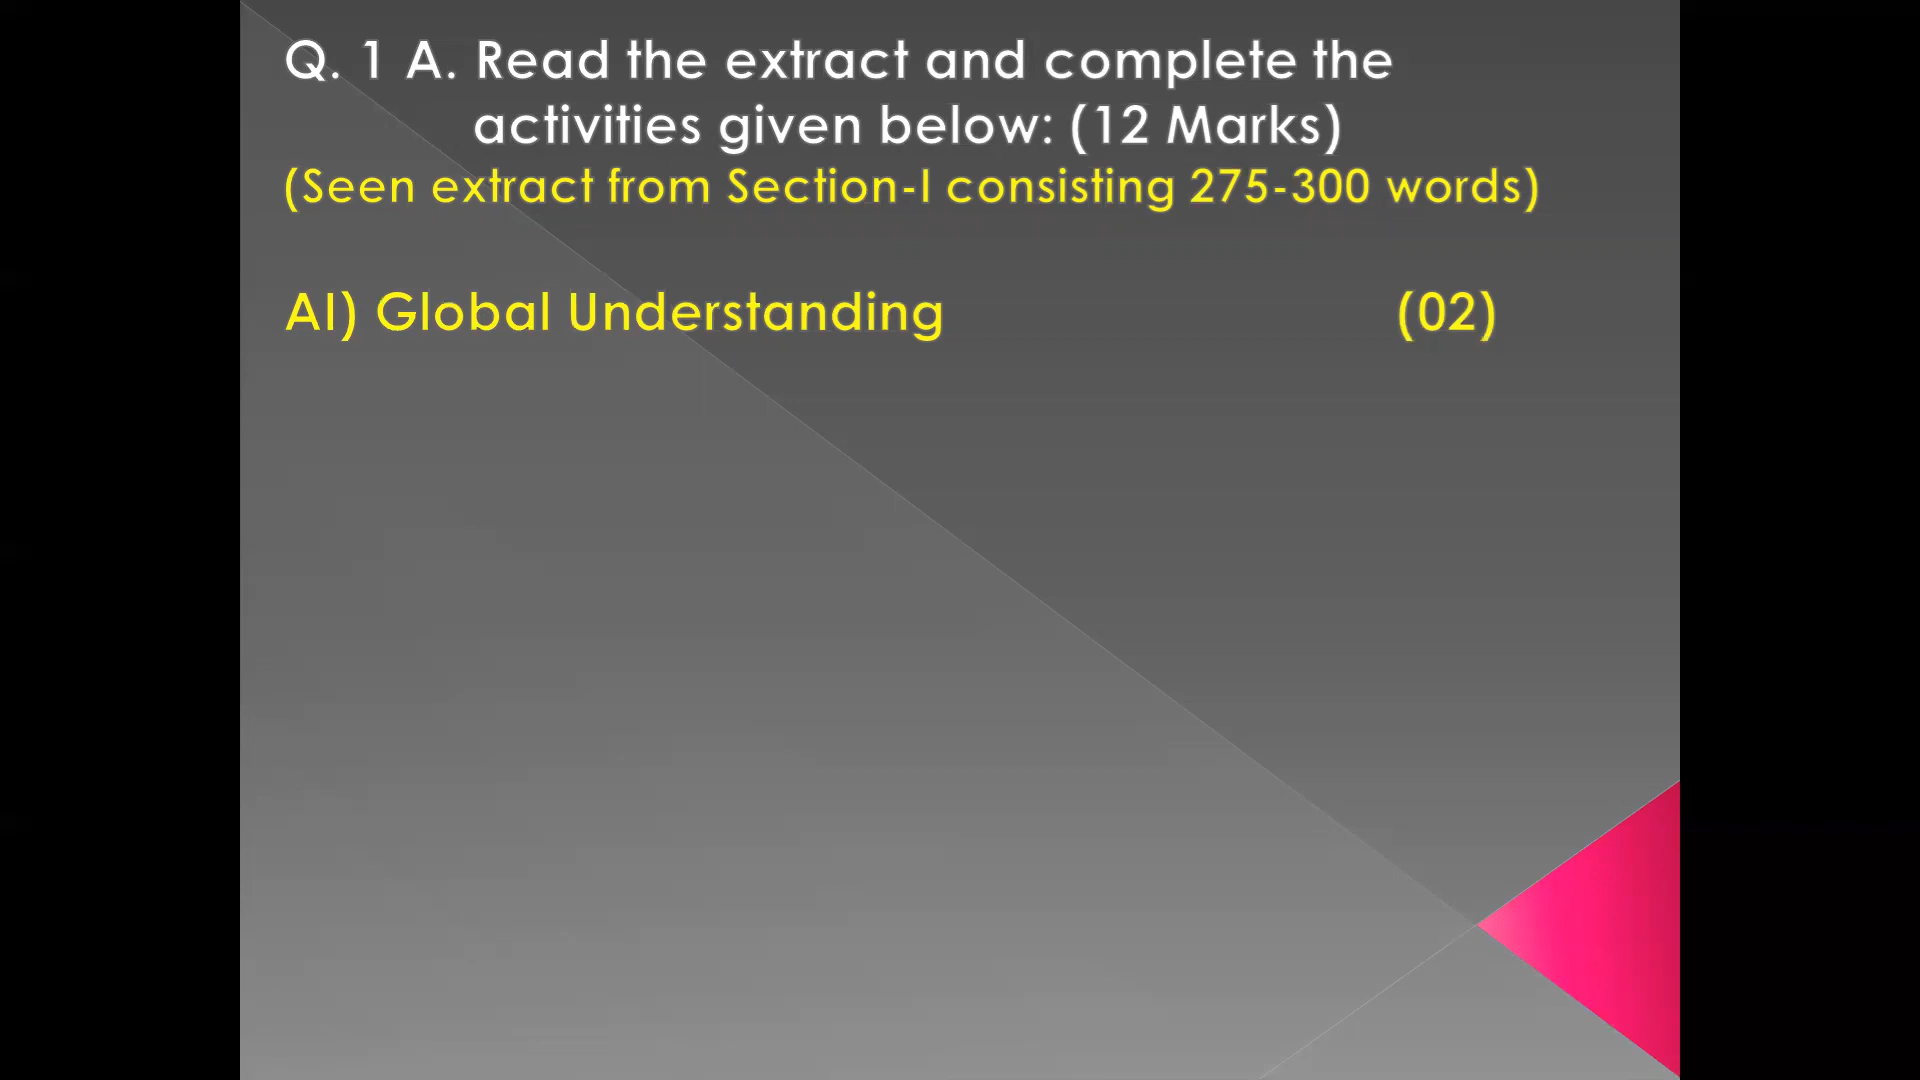 Q. 1 A. Read the extract and complete the
activities given below: (12 Marks)
(Seen extract from Section-I consisting 275-300 words)
AI) Global Understanding (02)